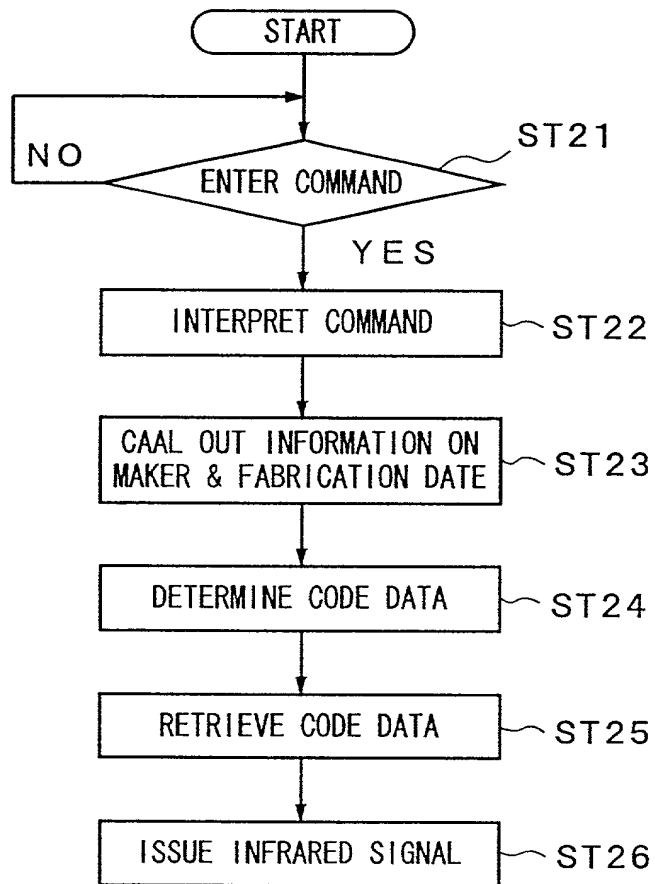 START
NO
ST21
ENTER COMMAND
YES
INTERPRET COMMAND
ST22
CAAL OUT INFORMATION ON
MAKER & FABRICATION DATE
ST23
DETERMINE CODE DATA
ST24
RETRIEVE CODE DATA
ST25
ISSUE INFRARED SIGNAL
ST26